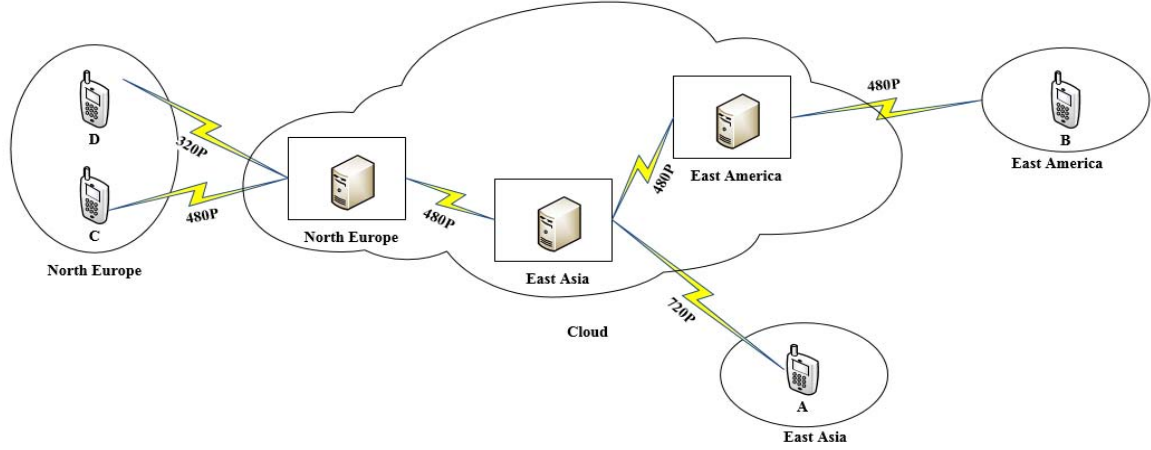 480P
East America
B
East America
D
320P
480P
480P
C
480P
North Europe
North Europe
East Asia
720P
Cloud
A
East Asia